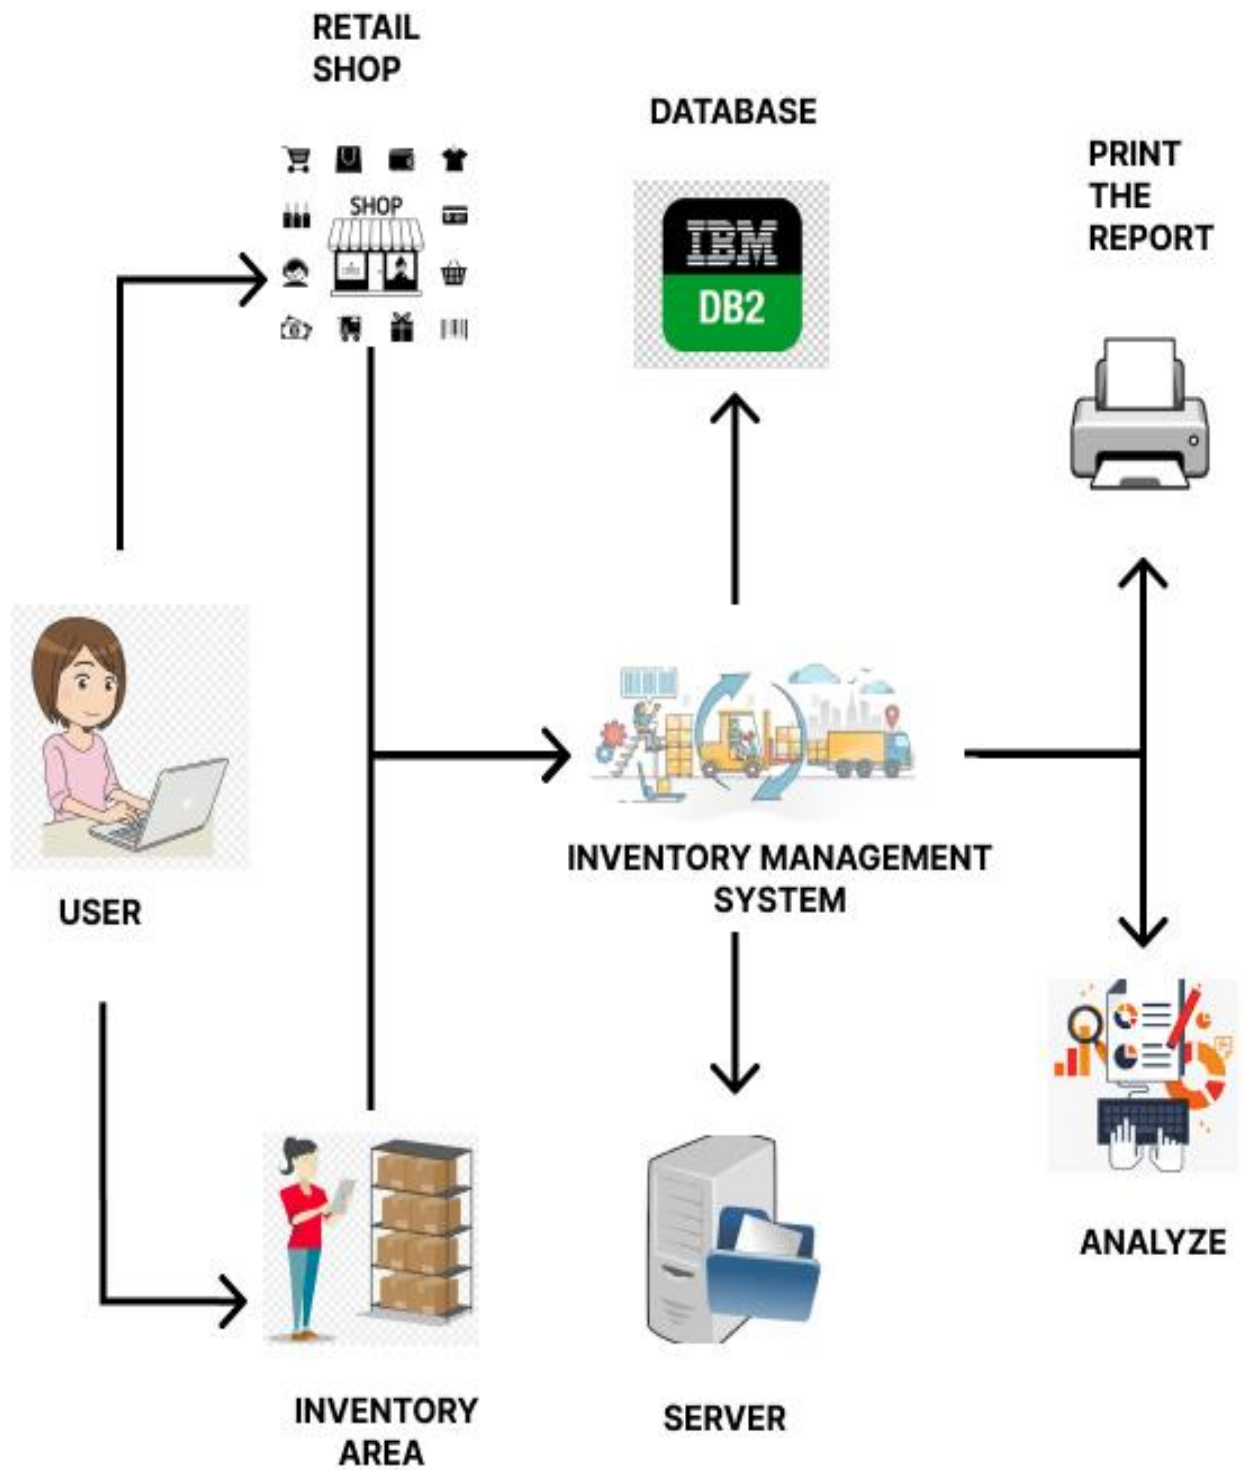 RETAIL
SHOP
DATABASE
PRINT
THE
REPORT
SHOP
IBM
DB2
INVENTORY MANAGEMENT
SYSTEM
USER
ANALYZE
INVENTORY
AREA
SERVER